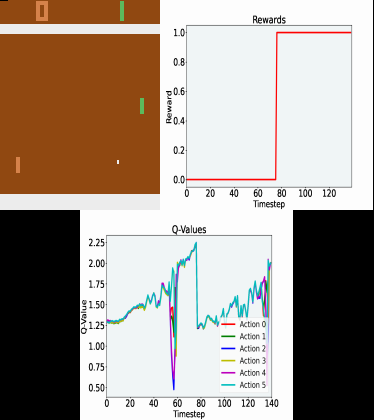 Rewards
1.0
0.8
0.6
0.4
0.2
0.0
Reward
0 20 40 60 80 100 120
Timestep
Q-Values
2.25
2.00
1.75
1.50
1.25
1.00
0.75
0.50
Q-Value
Action 0
Action 1
Action 2
Action 3
Action 4
Action 5
0 20 40 60 80 100 120 140
Timestep